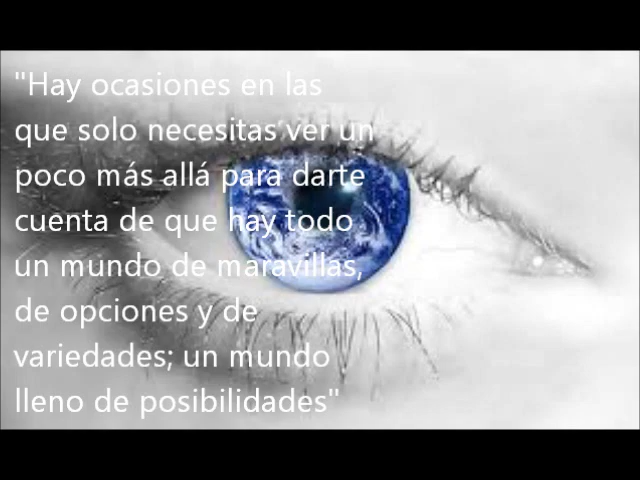 "Hay ocasiones en las
que solo necesitas ver un
poco más allá para darte
cuenta de que hay todo
un mundo de maravillas,
de opciones y de
variedades; un mundo
lleno de posibilidades"